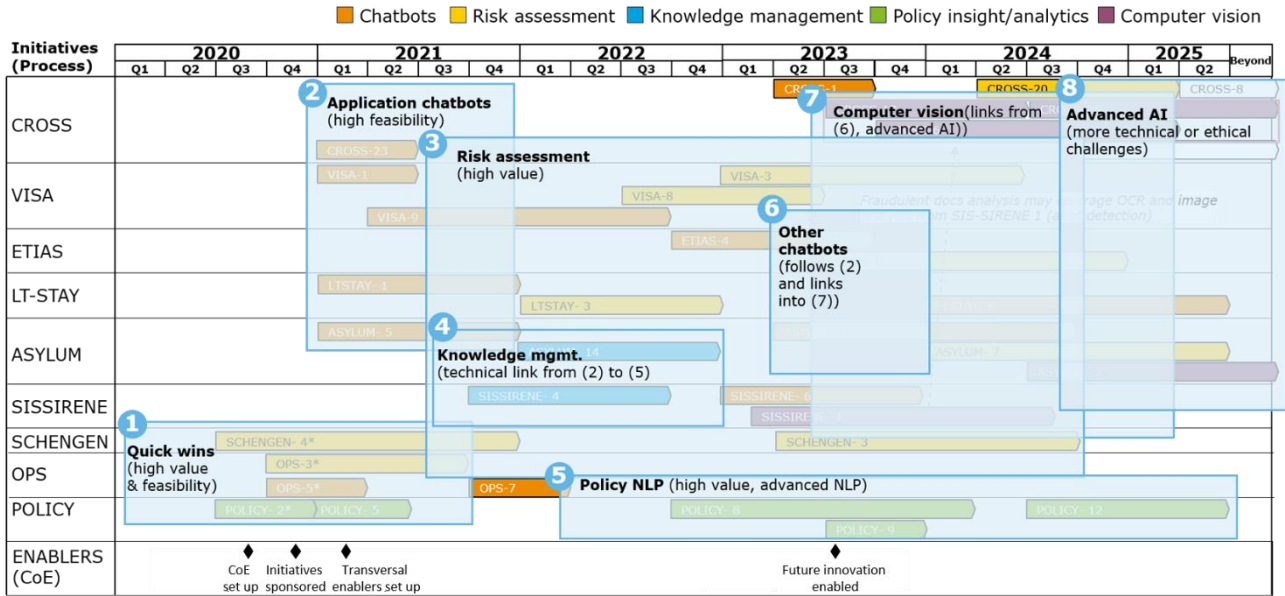 Chatbots Risk assessment Knowledge management Policy insight/analytics Computer vision
Initiatives
(Process)
2020 2021 2022 2023 2024 2025 Beyond
Q1 Q2 Q3 Q4 Q1 Q2 Q3 Q4 Q1 Q2 Q3 Q4 Q1 Q2 Q3 Q4 Q1 Q2 Q3 Q4 Q1 Q2
CROSS
CROSS-20 CROSS-8
2
Application chatbots
(high feasibility)
CROSS-23
7
Computer vision(links from
(6), advanced AI))
8
Advanced AI
(more technical or ethical
challenges)
3
Risk assessment
(high value)
VISA
VISA-1 VISA-3
VISA-8
VISA-9
Fraudulent docs analysis may OCR and image
SIS-SIRENE 1 detection)
6
Other
chatbots
(follows (2)
and links
into (7))
ETIAS
ETIAS-4
LT-STAY
LTSTAY- 1
LTSTAY- 3
ASYLUM
ASYLUM- 5
14
ASYLUM- 7
4
Knowledge mgmt.
(technical link from (2) to (5)
SISSIRENE
SISSIRENE- 4 SISSIRENE- 6
SISSIRENE-
1
Quick wins
(high value
& feasibility)
SCHENGEN
SCHENGEN- 4* SCHENGEN- 3
OPS
OPS-3*
OPS-5* OPS-7
5
Policy NLP (high value, advanced NLP)
POLICY
POLICY- 2* POLICY- 5 POLICY- 8 POLICY- 12
POLICY- 9
ENABLERS
(CoE)
CoE
set up
Initiatives
sponsored
Transversal
enablers set up
Future innovation
enabled